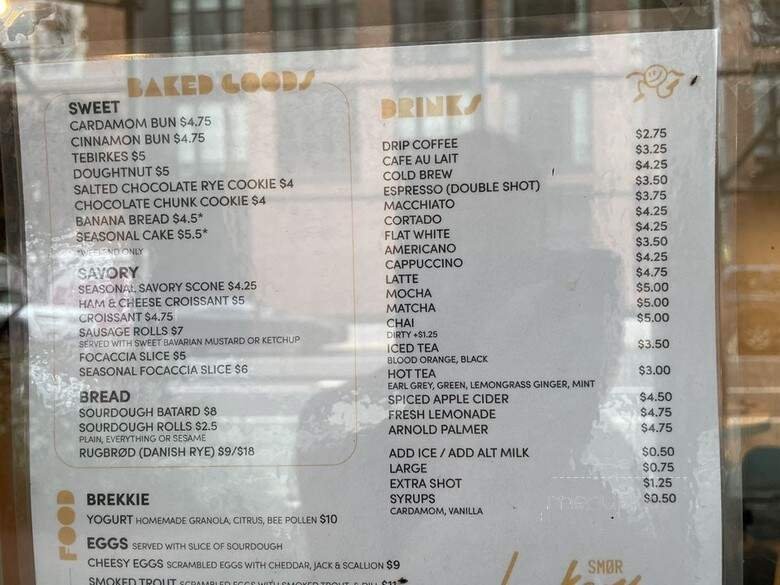 BAKED GOODS
SWEET
CARDAMOM BUN $4.75
CINNAMON BUN $4.75
TEBIRKES $5
DOUGHTNUT $5
SALTED CHOCOLATE RYE COOKIE $4
CHOCOLATE CHUNK COOKIE $4
BANANA BREAD $4.5*
SEASONAL CAKE $5.5*
*WEEKEND ONLY
SAVORY
SEASONAL SAVORY SCONE $4.25
HAM & CHEESE CROISSANT $5
CROISSANT $4.75
SAUSAGE ROLLS $7
SERVED WITH SWEET BAVARIAN MUSTARD OR KETCHUP
FOCACCIA SLICE $5
SEASONAL FOCACCIA SLICE $6
BREAD
SOURDOUGH BATARD $8
SOURDOUGH ROLLS $2.5
PLAIN, EVERYTHING OR SESAME
RUGBRØD (DANISH RYE) $9/$18
DRINKS
DRIP COFFEE $2.75
CAFE AU LAIT $3.25
COLD BREW $4.25
ESPRESSO (DOUBLE SHOT) $3.50
MACCHIATO $3.75
CORTADO $4.25
FLAT WHITE $4.25
AMERICANO $3.50
CAPPUCCINO $4.25
LATTE $4.75
MOCHA $5.00
MATCHA $5.00
CHAI $5.00
DIRTY +$1.25
ICED TEA $3.50
BLOOD ORANGE, BLACK
HOT TEA $3.00
EARL GREY, GREEN, LEMONGRASS GINGER, MINT
SPICED APPLE CIDER $4.50
FRESH LEMONADE $4.75
ARNOLD PALMER $4.75
ADD ICE / ADD ALT MILK $0.50
LARGE $0.75
EXTRA SHOT $1.25
SYRUPS $0.50
CARDAMOM, VANILLA
FOOD
BREKKIE
YOGURT HOMEMADE GRANOLA, CITRUS, BEE POLLEN $10
EGGS SERVED WITH SLICE OF SOURDOUGH
CHEESY EGGS SCRAMBLED EGGS WITH CHEDDAR, JACK & SCALLION $9
SMOKED TROUT SCRAMBLED EGGS WITH SMOKED TROUT & DILL $11
SMØR